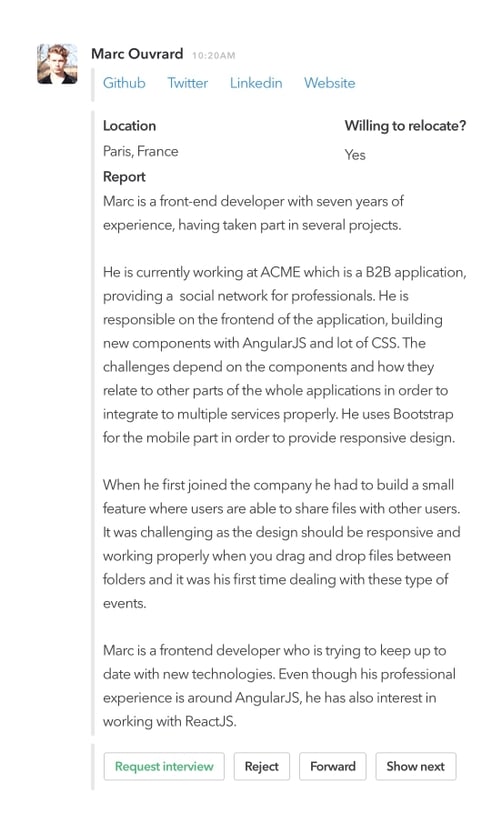 Marc Ouvrard 10:20AM
Github Twitter Linkedin Website
Location
Paris, France
Willing to relocate?
Yes
Report
Marc is a front-end developer with seven years of
experience, having taken part in several projects.
He is currently working at ACME which is a B2B application,
providing a  social network for professionals. He is
responsible on the frontend of the application, building
new components with AngularJS and lot of CSS. The
challenges depend on the components and how they
relate to other parts of the whole applications in order to
integrate to multiple services properly. He uses Bootstrap
for the mobile part in order to provide responsive design.
When he first joined the company he had to build a small
feature where users are able to share files with other users.
It was challenging as the design should be responsive and
working properly when you drag and drop files between
folders and it was his first time dealing with these type of
events.
Marc is a frontend developer who is trying to keep up to
date with new technologies. Even though his professional
experience is around AngularJS, he has also interest in
working with ReactJS.
Request interview Reject Forward Show next